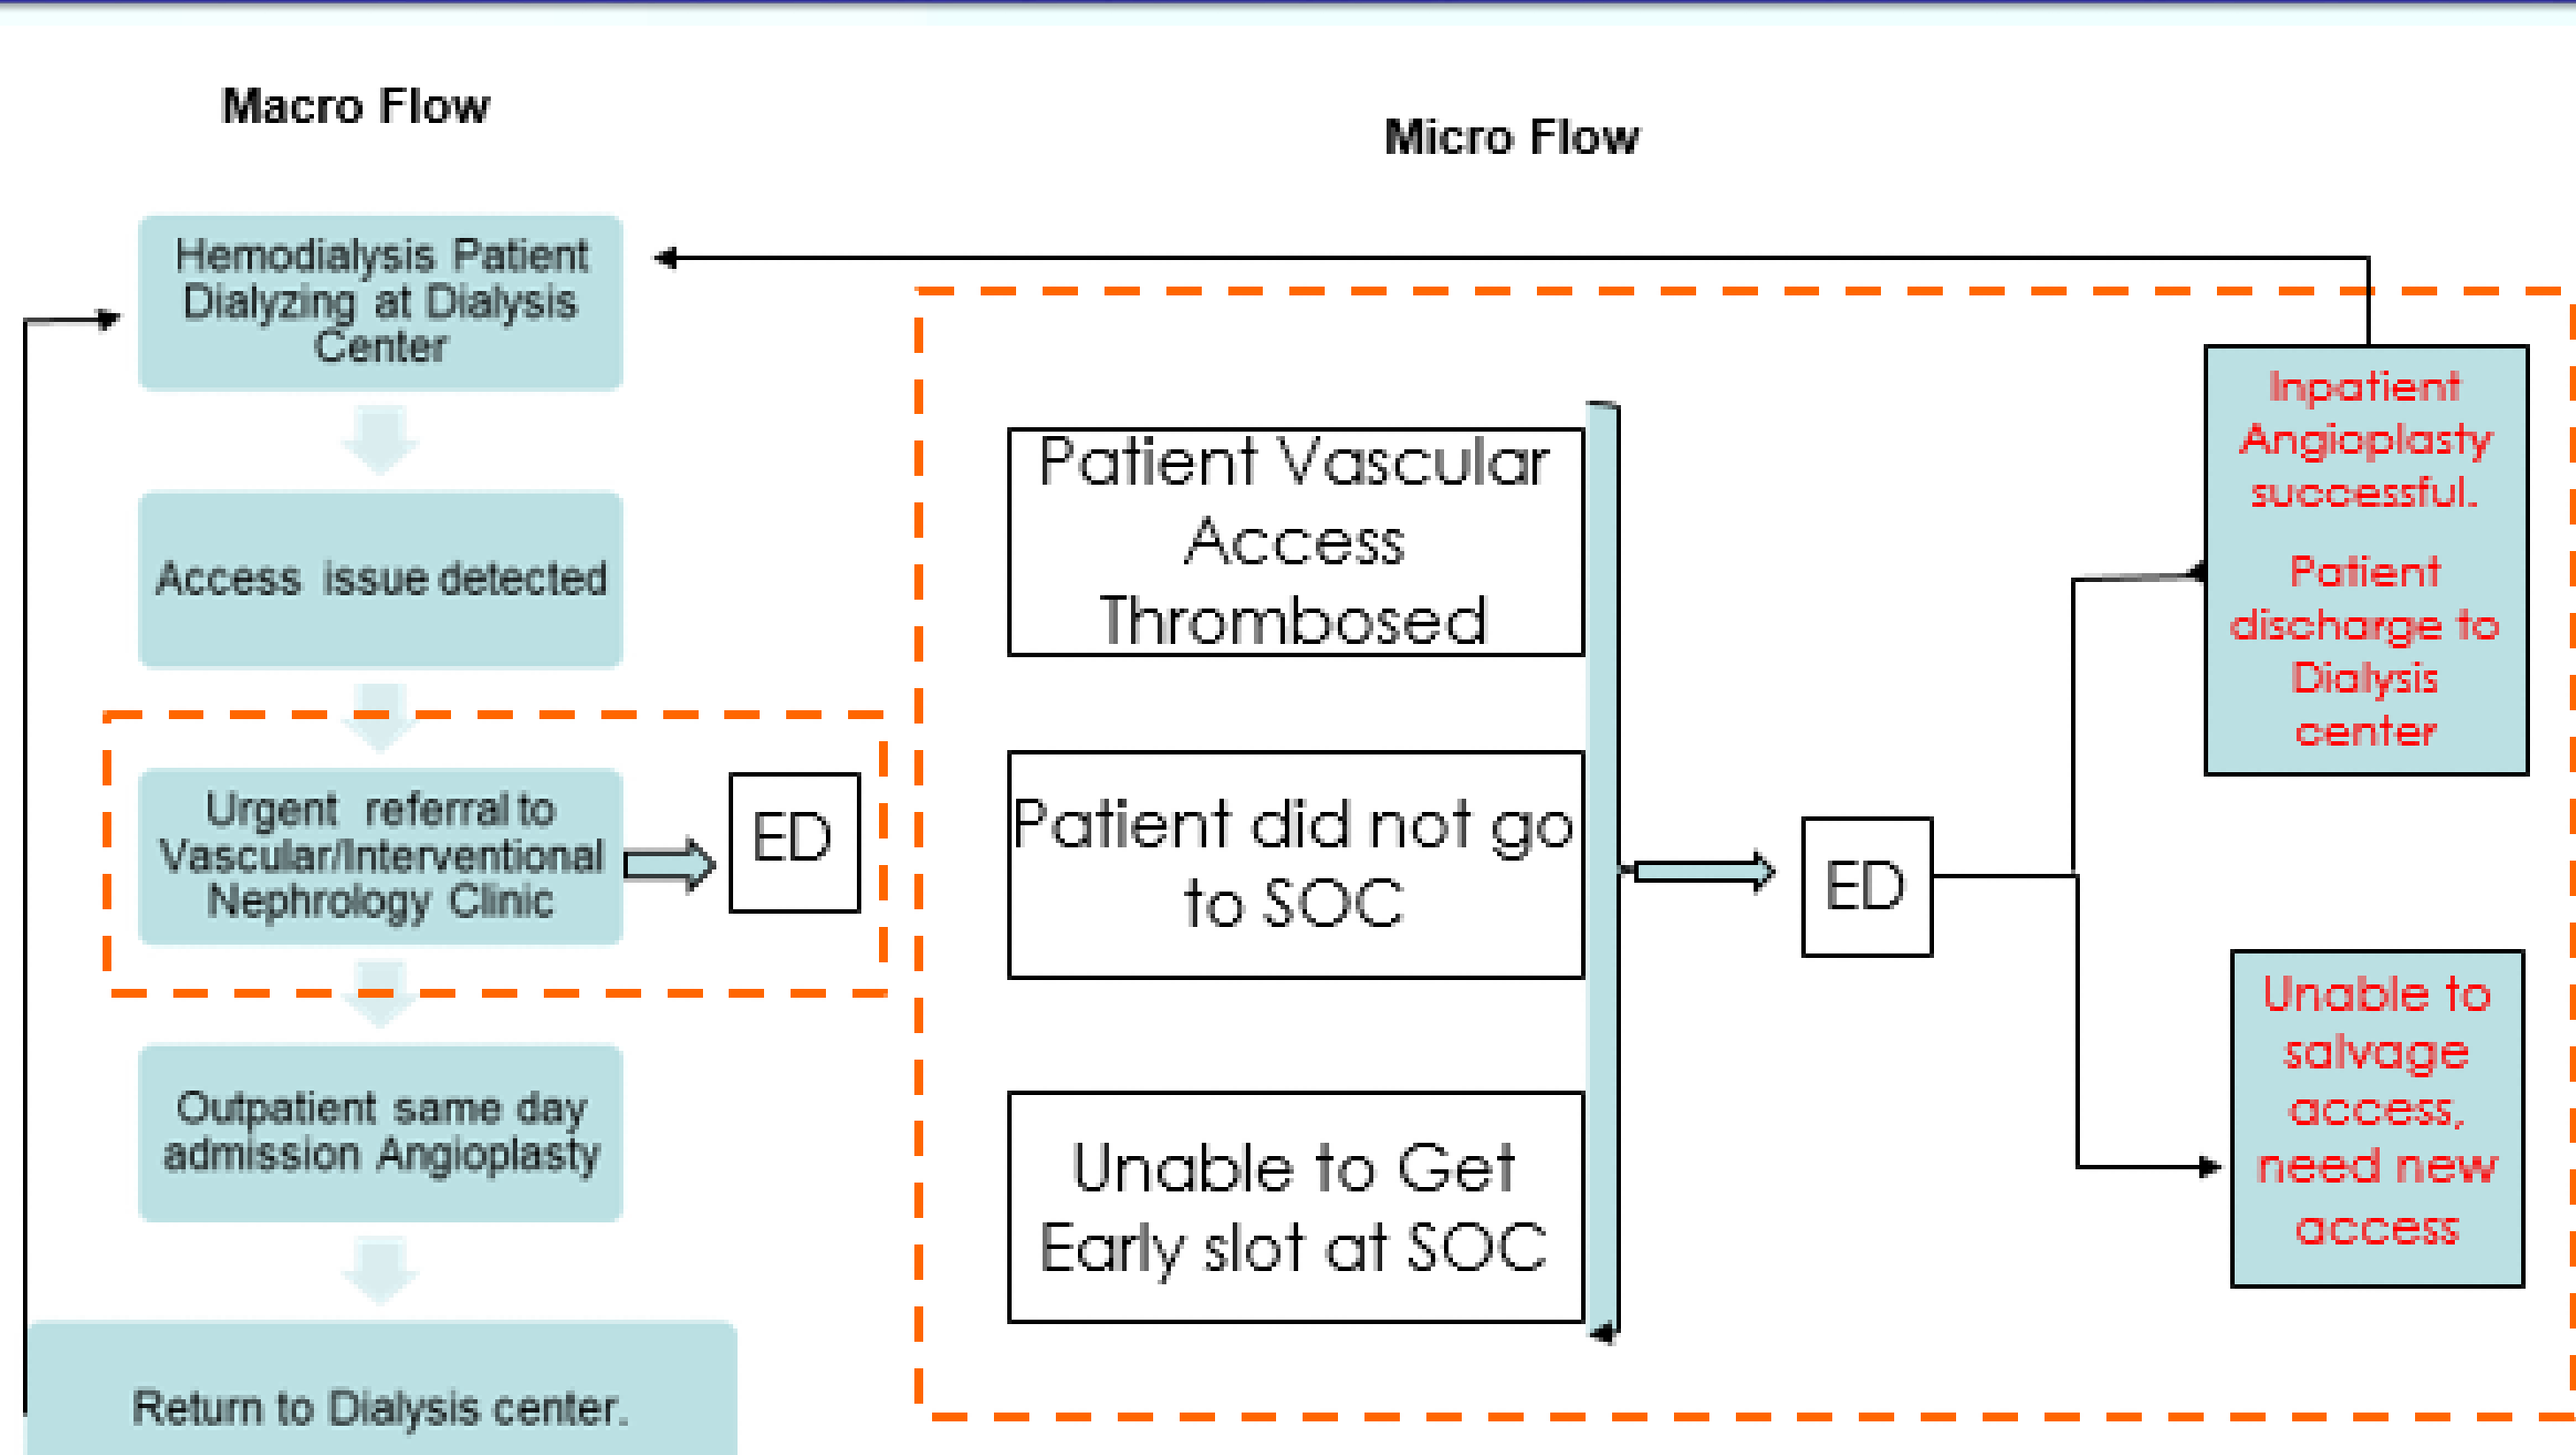 Macro Flow
Micro Flow
Hemodialysis Patient
Dialyzing at Dialysis
Center
Access issue detected
Urgent referral to
Vascular/Interventional
Nephrology Clinic
ED
Outpatient same day
admission Angioplasty
Return to Dialysis center.
Patient Vascular
Access
Thrombosed
Patient did not go
to SOC
Unable to Get
Early slot at SOC
ED
Inpatient
Angioplasty
successful.
Patient
discharge to
Dialysis
center
Unable to
salvage
access,
need new
access